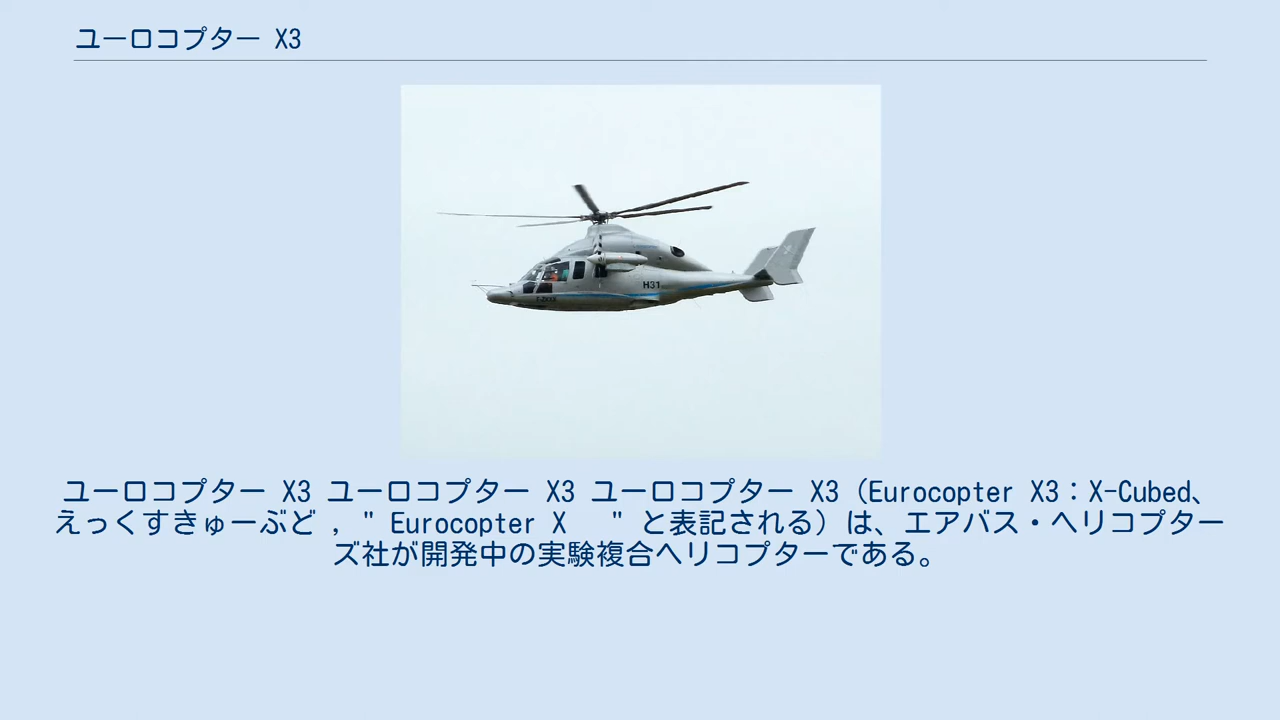 ユーロコプター X3
H31
ユーロコプター X3 ユーロコプター X3 ユーロコプター X3（Eurocopter X3：X-Cubed、
えっくすきゅーぶど , " Eurocopter X   " と表記される）は、エアバス・ヘリコプター
ズ社が開発中の実験複合ヘリコプターである。